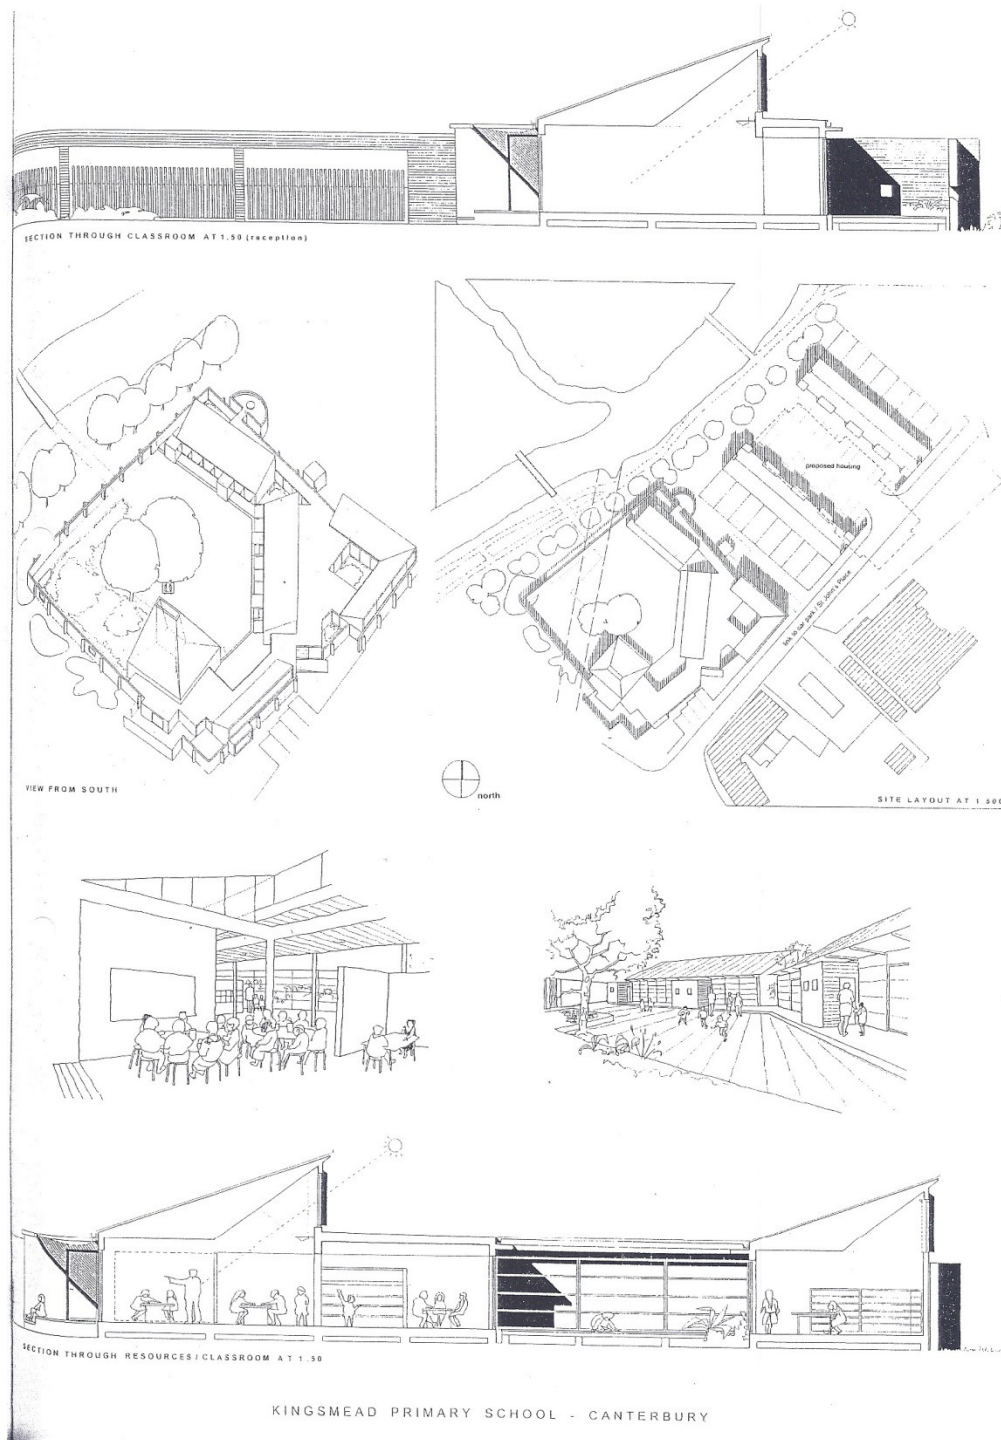 SECTION THROUGH CLASSROOM AT 1.50 (reception)
proposed housing
link to car park / St John's Place
VIEW FROM SOUTH
north
SITE LAYOUT AT 1.500
SECTION THROUGH RESOURCES / CLASSROOM AT 1.50
KINGSMEAD PRIMARY SCHOOL - CANTERBURY